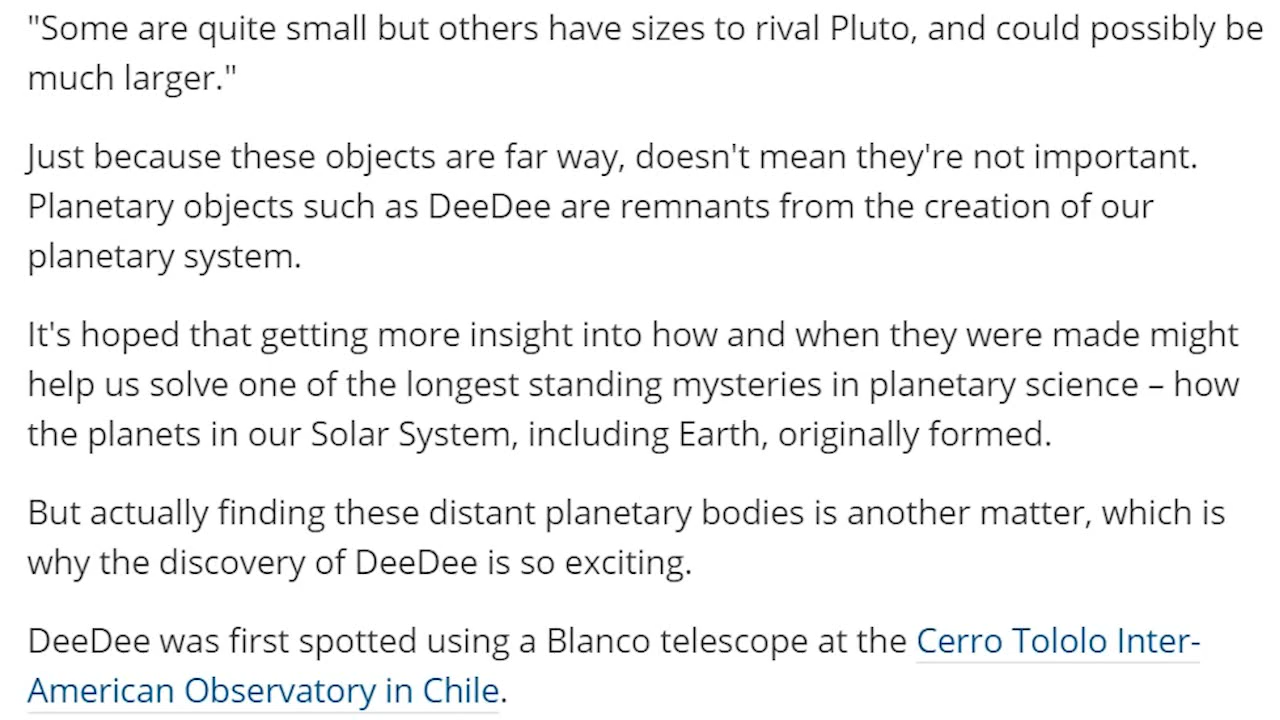 "Some are quite small but others have sizes to rival Pluto, and could possibly be
much larger."
Just because these objects are far way, doesn't mean they're not important.
Planetary objects such as DeeDee are remnants from the creation of our
planetary system.
It's hoped that getting more insight into how and when they were made might
help us solve one of the longest standing mysteries in planetary science – how
the planets in our Solar System, including Earth, originally formed.
But actually finding these distant planetary bodies is another matter, which is
why the discovery of DeeDee is so exciting.
DeeDee was first spotted using a Blanco telescope at the Cerro Tololo Inter-
American Observatory in Chile.